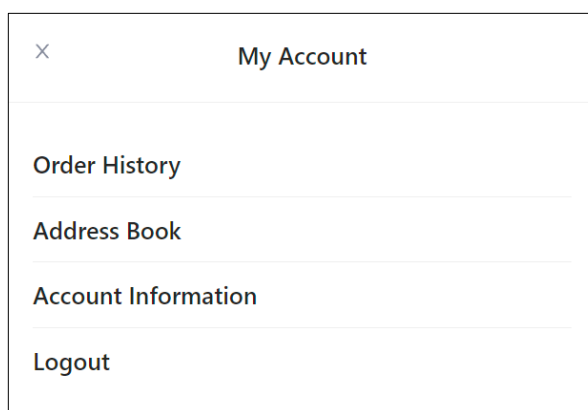 My Account
Order History
Address Book
Account Information
Logout